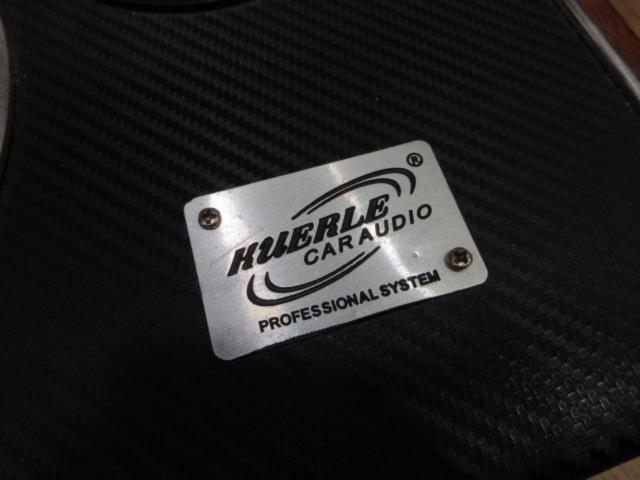 ®
KUERLE
CAR AUDIO
PROFESSIONAL SYSTEM